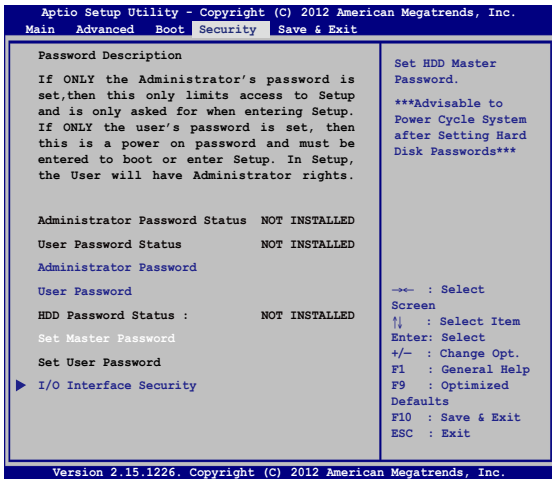 Aptio Setup Utility - Copyright (C) 2012 American Megatrends, Inc.
Main Advanced Boot Security Save & Exit
Password Description
If ONLY the Administrator's password is
set,then this only limits access to Setup
and is only asked for when entering Setup.
If ONLY the user's password is set, then
this is a power on password and must be
entered to boot or enter Setup. In Setup,
the User will have Administrator rights.
Administrator Password Status NOT INSTALLED
User Password Status NOT INSTALLED
Administrator Password
User Password
HDD Password Status : NOT INSTALLED
Set Master Password
Set User Password
I/O Interface Security
Set HDD Master
Password.
***Advisable to
Power Cycle System
after Setting Hard
Disk Passwords***
→← : Select
Screen
↑↓ : Select Item
Enter: Select
+/— : Change Opt.
F1 : General Help
F9 : Optimized
Defaults
F10 : Save & Exit
ESC : Exit
Version 2.15.1226. Copyright (C) 2012 American Megatrends, Inc.